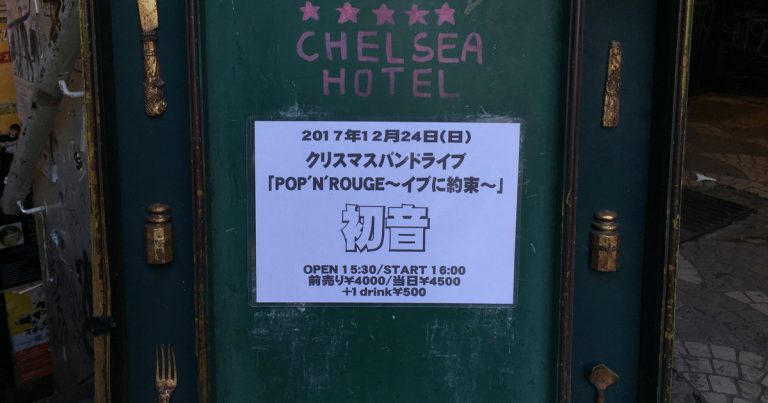 ★★★★★
CHELSEA
HOTEL
2017年12月24日(日)
クリスマスバンドライブ
「POP'N'ROUGE〜イブに約束〜」
初音
OPEN 15:30/START 16:00
前売り¥4000/当日¥4500
+1drink¥500